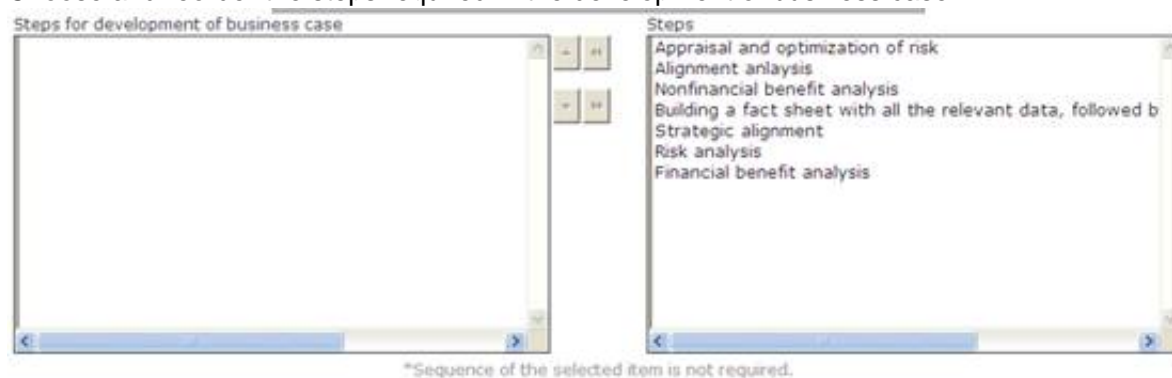 Steps for development of business case
Steps
Appraisal and optimization of risk
Alignment anlaysis
Nonfinancial benefit analysis
Building a fact sheet with all the relevant data, followed b
Strategic alignment
Risk analysis
Financial benefit analysis
*Sequence of the selected item is not required.